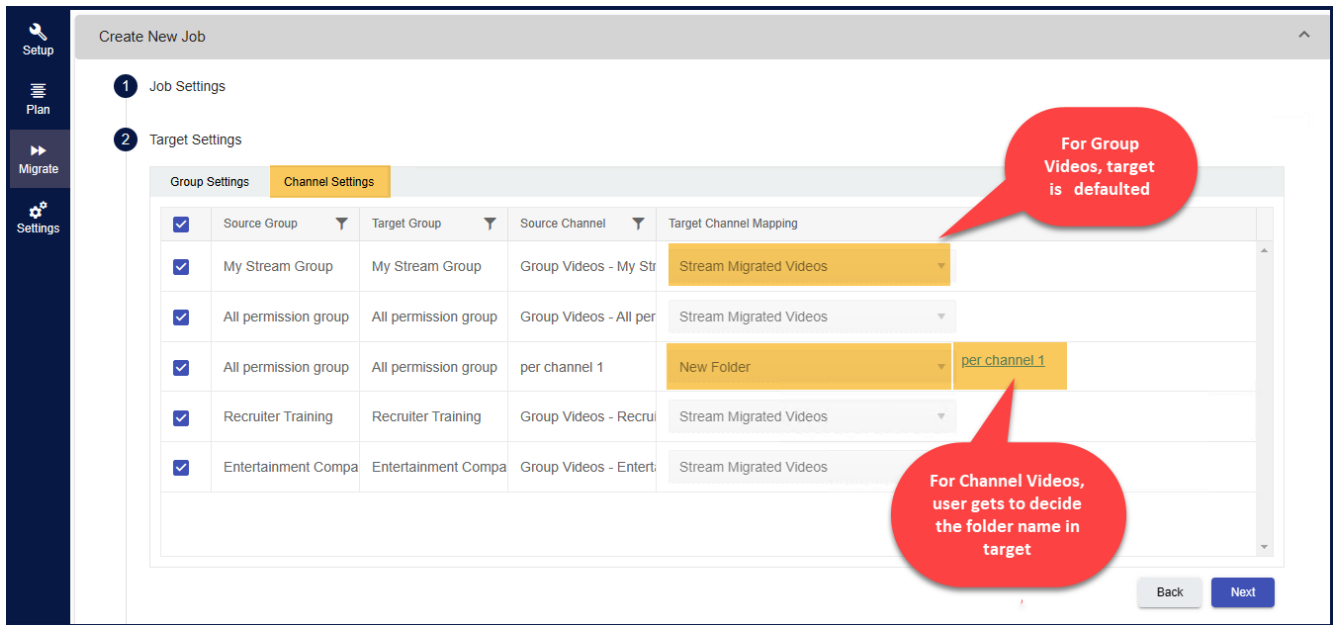 Setup
Plan
Migrate
Settings
Create New Job
1 Job Settings
2 Target Settings
Group Settings Channel Settings
Source Group Target Group Source Channel Target Channel Mapping
My Stream Group My Stream Group Group Videos - My Str Stream Migrated Videos
All permission group All permission group Group Videos - All per Stream Migrated Videos
All permission group All permission group per channel 1 New Folder per channel 1
Recruiter Training Recruiter Training Group Videos - Recrui Stream Migrated Videos
Entertainment Compa Entertainment Compa Group Videos - Entert Stream Migrated Videos
For Group
Videos, target
is defaulted
For Channel Videos,
user gets to decide
the folder name in
target
Back Next